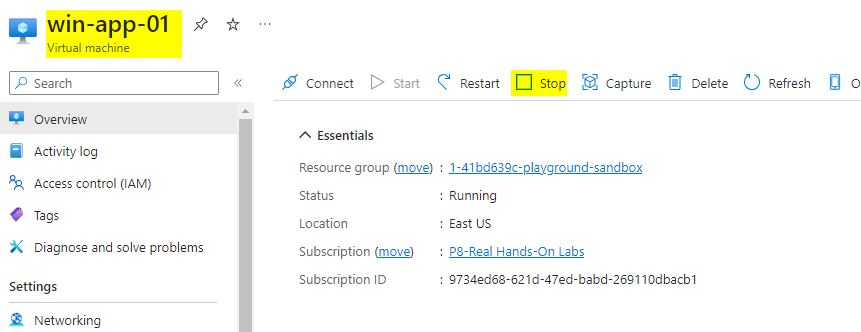 win-app-01
Virtual machine
Search
Connect Start Restart Stop Capture Delete Refresh
Overview
Activity log
Access control (IAM)
Tags
Diagnose and solve problems
Settings
Networking
Essentials
Resource group (move) : 1-41bd639c-playground-sandbox
Status : Running
Location : East US
Subscription (move) : P8-Real Hands-On Labs
Subscription ID : 9734ed68-621d-47ed-babd-269110dbacb1